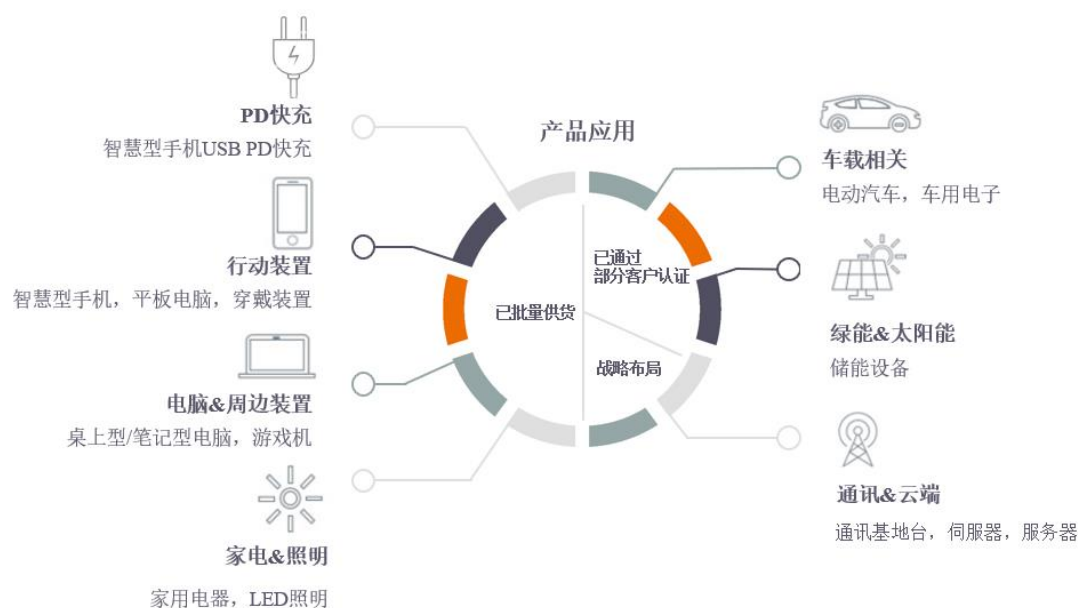 产品应用
PD快充
智慧型手机USB PD快充
行动装置
智慧型手机，平板电脑，穿戴装置
电脑&周边装置
桌上型/笔记型电脑，游戏机
家电&照明
家用电器，LED照明
已批量供货
已通过
部分客户认证
战略布局
车载相关
电动汽车，车用电子
绿能&太阳能
储能设备
通讯&云端
通讯基地台，伺服器，服务器